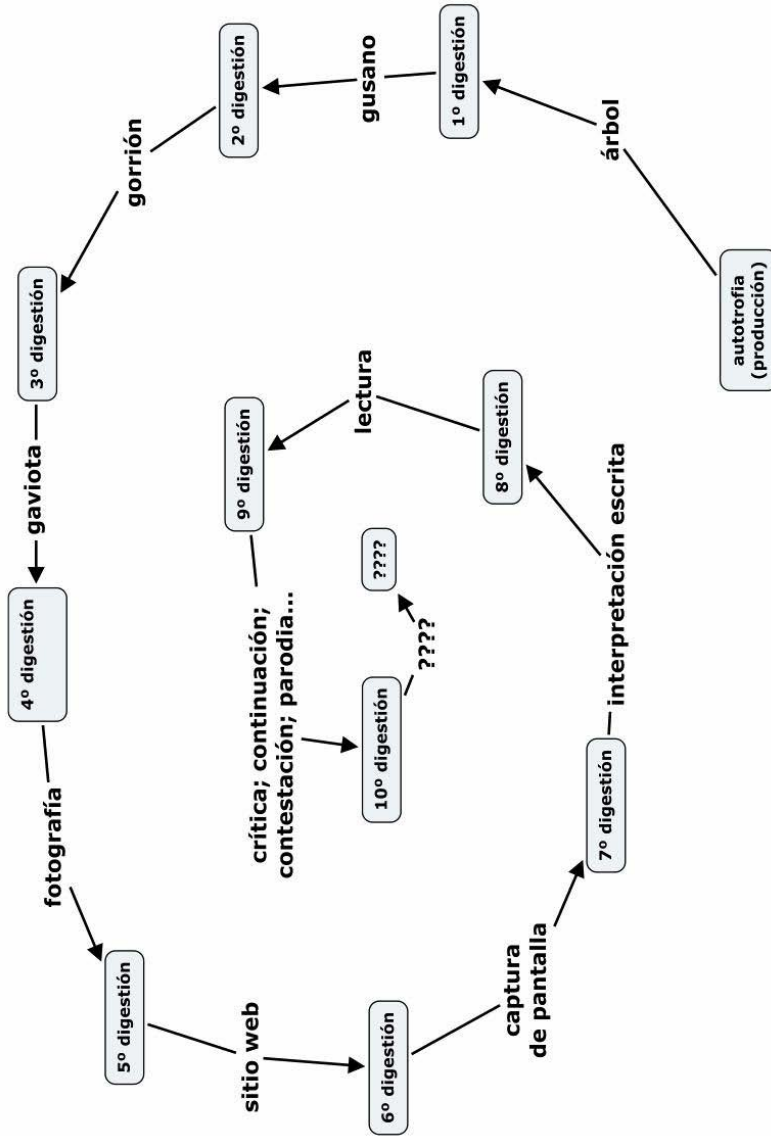 autotrofia
(producción)
árbol
1º digestión
gusano
2º digestión
gorrión
3º digestión
gaviota
4º digestión
fotografía
5º digestión
sitio web
6º digestión
captura
de pantalla
7º digestión
interpretación escrita
8º digestión
lectura
9º digestión
crítica; continuación;
contestación; parodia...
10º digestión
????
????